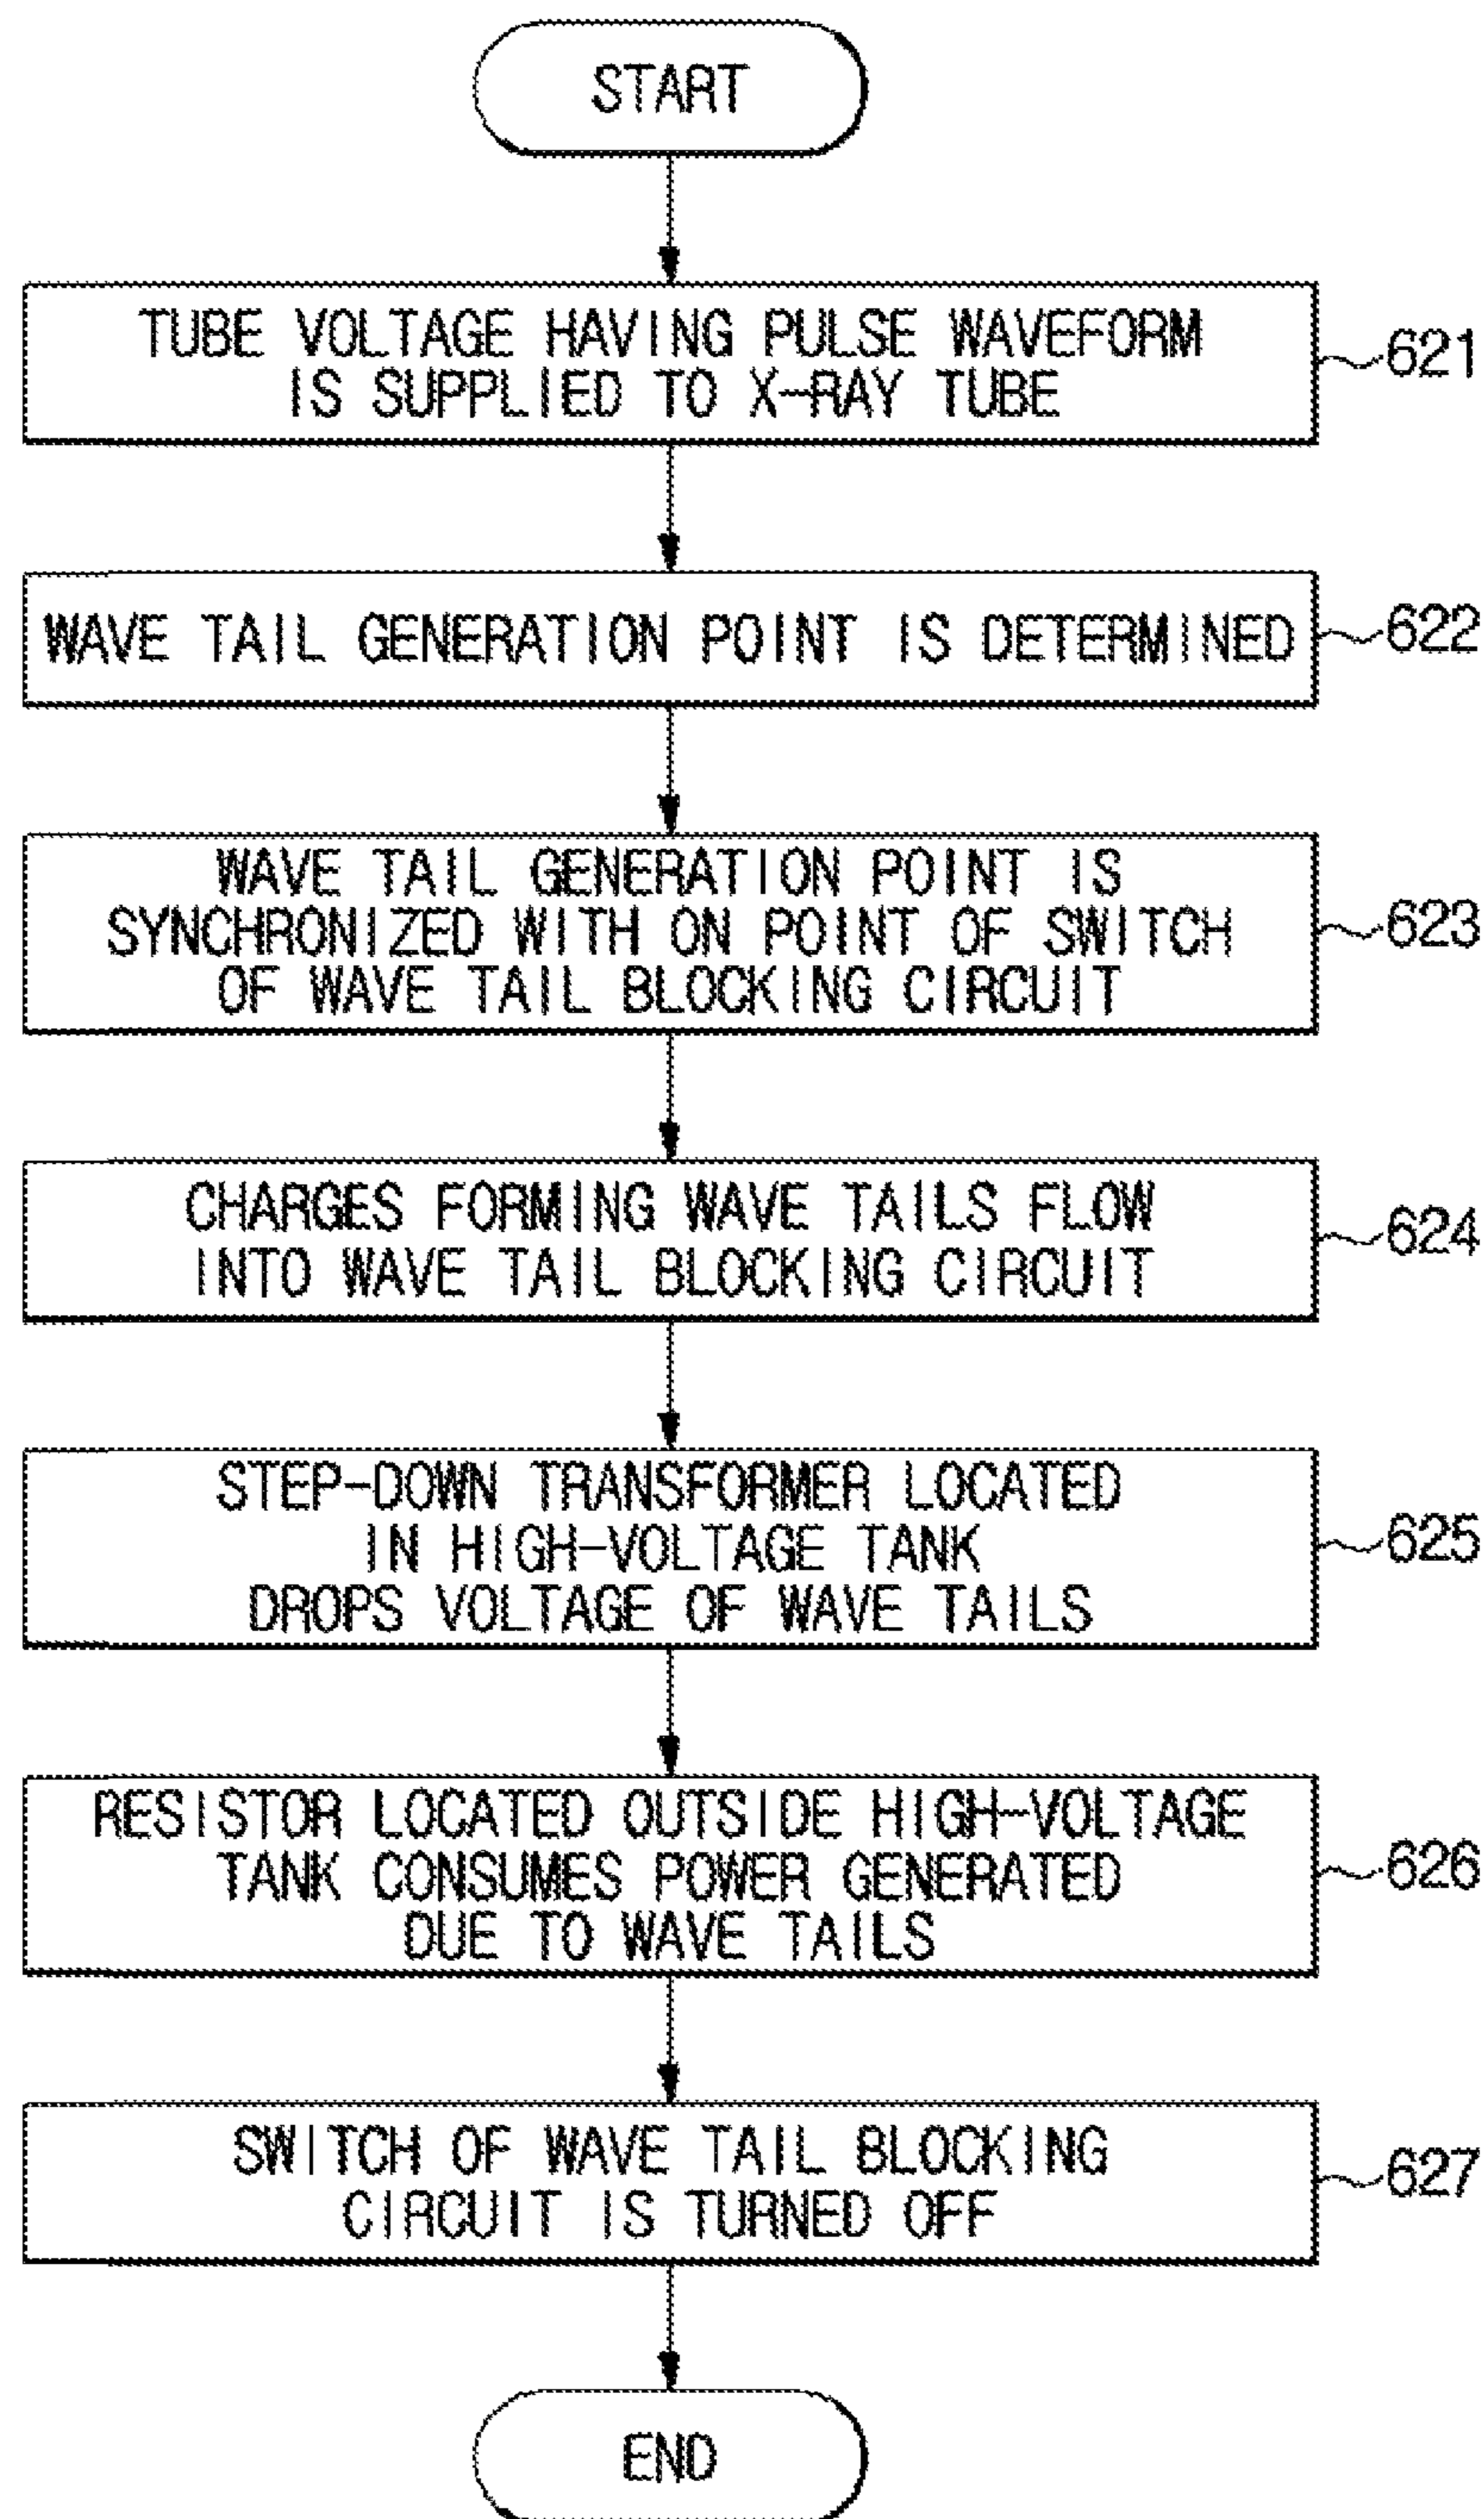 START
TUBE VOLTAGE HAVING PULSE WAVEFORM
IS SUPPLIED TO X-RAY TUBE
621
WAVE TAIL GENERATION POINT IS DETERMINED
622
WAVE TAIL GENERATION POINT IS
SYNCHRONIZED WITH ON POINT OF SWITCH
OF WAVE TAIL BLOCKING CIRCUIT
623
CHARGES FORMING WAVE TAILS FLOW
INTO WAVE TAIL BLOCKING CIRCUIT
624
STEP-DOWN TRANSFORMER LOCATED
IN HIGH-VOLTAGE TANK
DROPS VOLTAGE OF WAVE TAILS
625
RESISTOR LOCATED OUTSIDE HIGH-VOLTAGE
TANK CONSUMES POWER GENERATED
DUE TO WAVE TAILS
626
SWITCH OF WAVE TAIL BLOCKING
CIRCUIT IS TURNED OFF
627
END